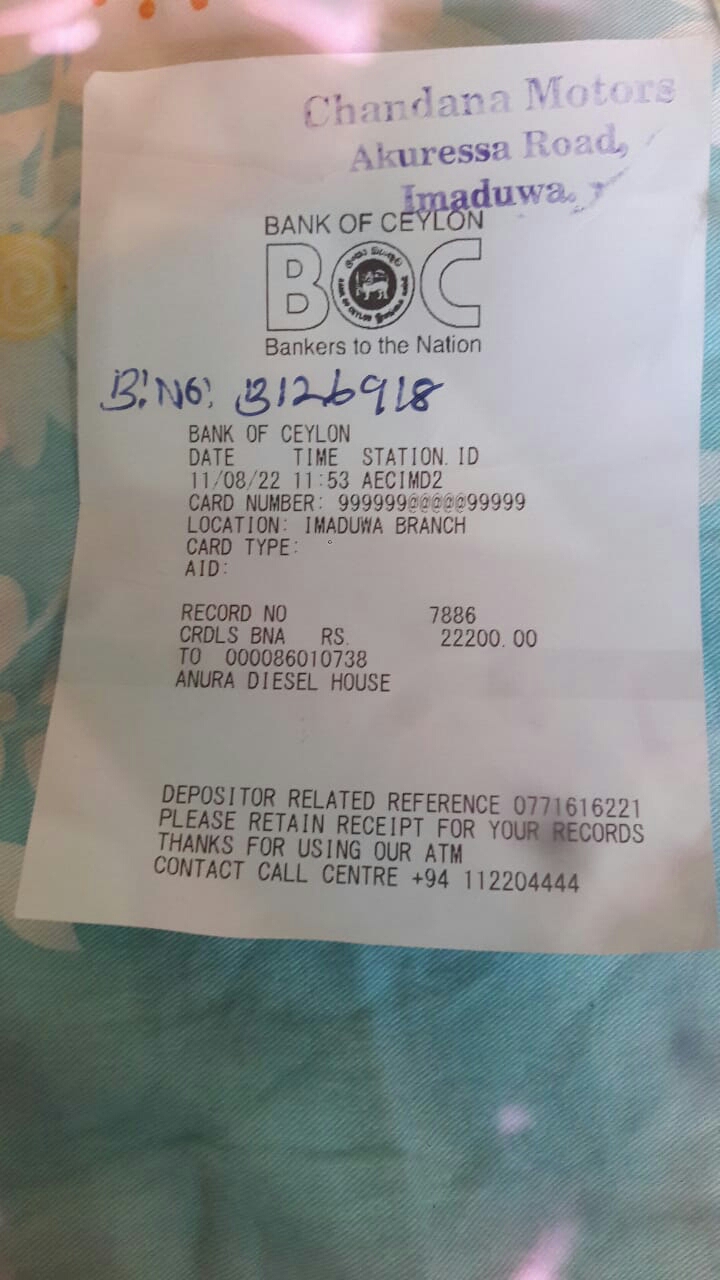 Chandana Motors
Akuressa Road,
Imaduwa.
BANK OF CEYLON
BOC
Bankers to the Nation
B.No: B126918
BANK OF CEYLON
DATE TIME STATION.ID
11/08/22 11:53 AECIMD2
CARD NUMBER: 999999@@@@@99999
LOCATION: IMADUWA BRANCH
CARD TYPE:
AID:
RECORD NO 7886
CRDLS BNA RS. 22200.00
TO 000086010738
ANURA DIESEL HOUSE
DEPOSITOR RELATED REFERENCE 0771616221
PLEASE RETAIN RECEIPT FOR YOUR RECORDS
THANKS FOR USING OUR ATM
CONTACT CALL CENTRE +94 112204444